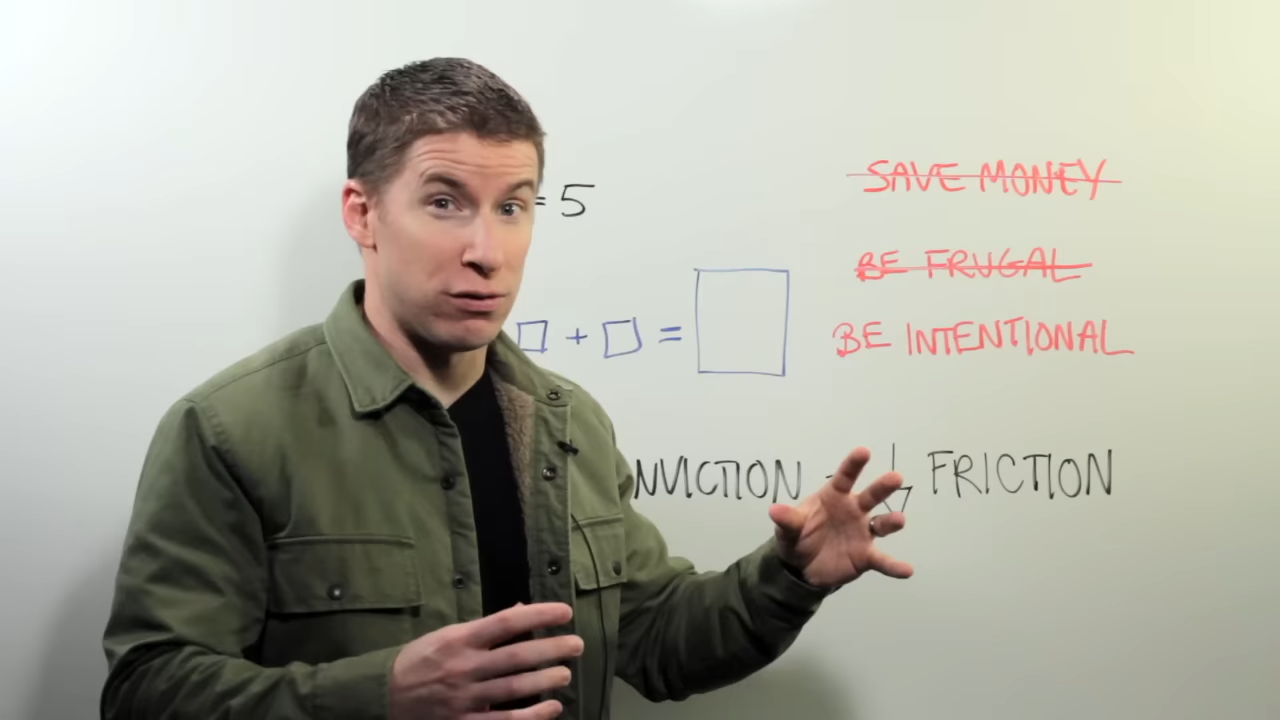 = 5
SAVE MONEY
BE FRUGAL
+ =
BE INTENTIONAL
NVICTION
FRICTION